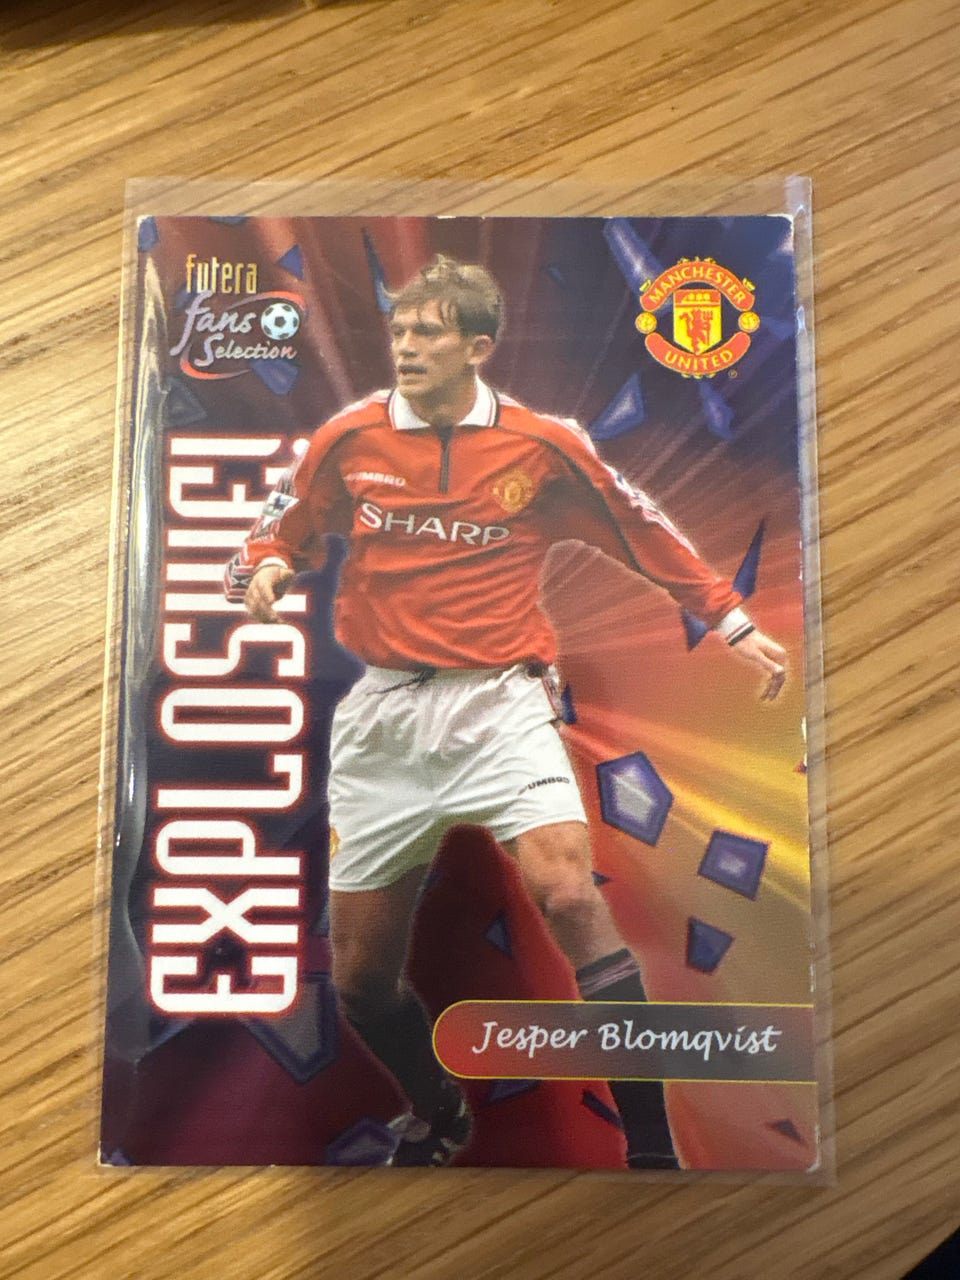 futera
fans
Selection
MANCHESTER
UNITED
®
EXPLOSIVE!
UMBRO
SHARP
UMBRO
Jesper Blomqvist